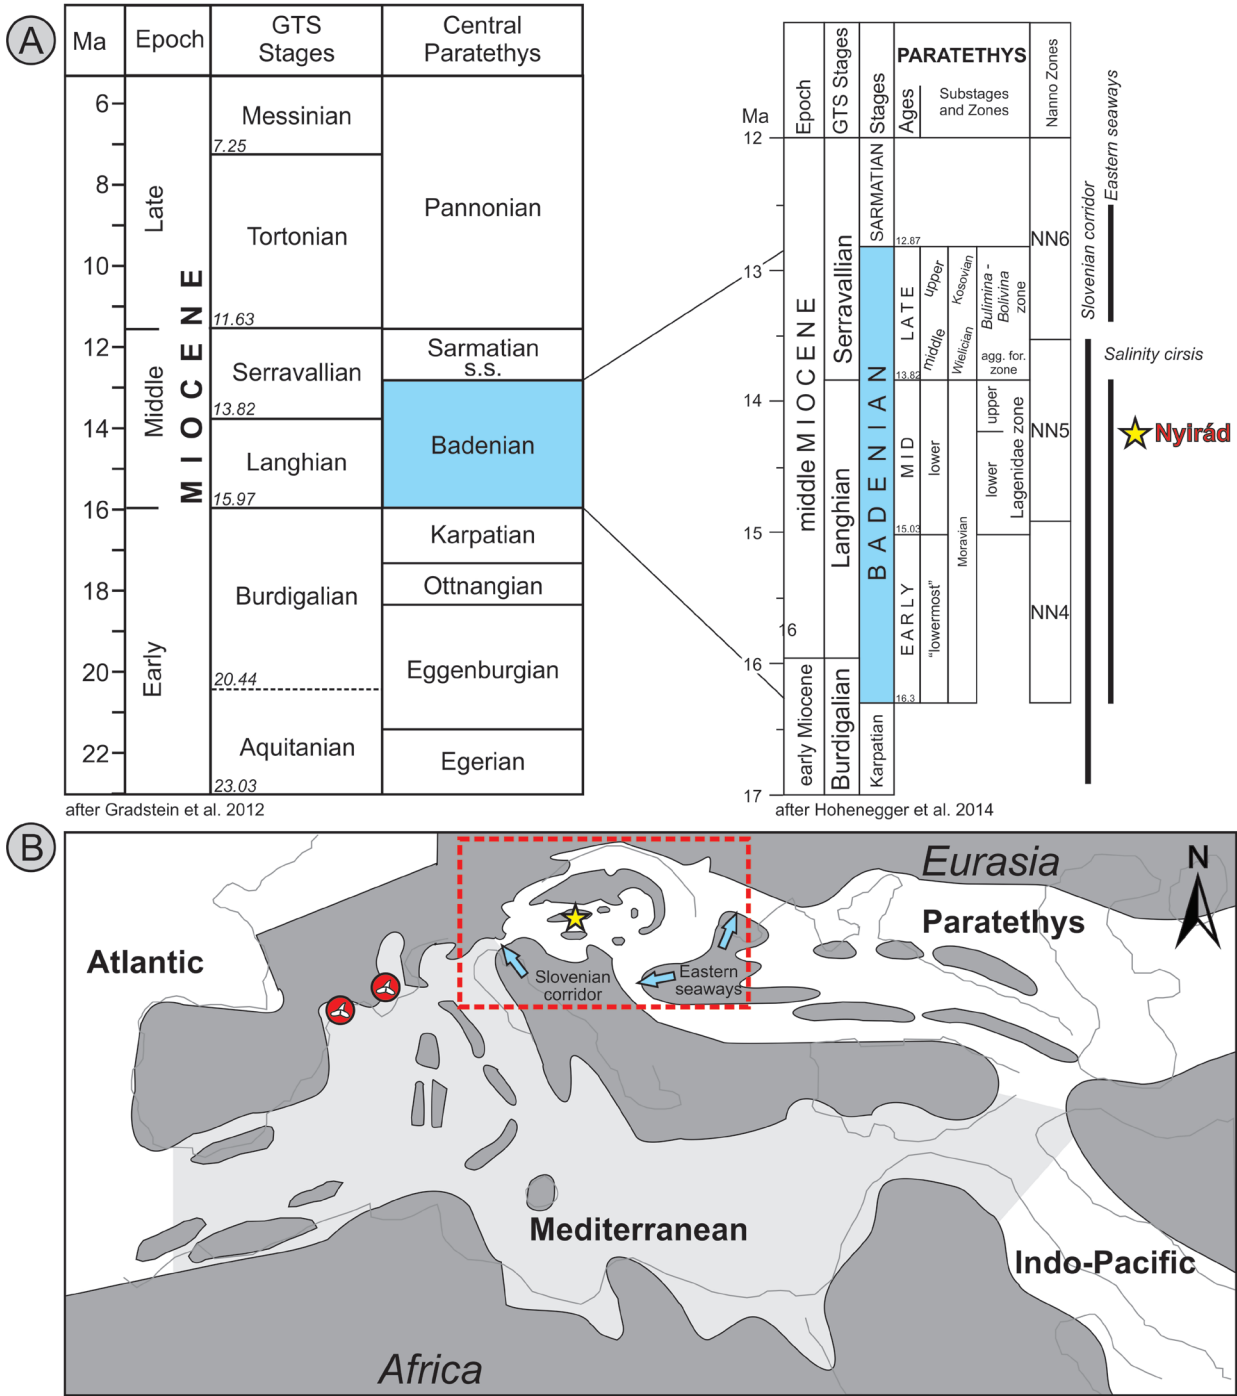 A
Ma
Epoch
GTS
Stages
Central
Paratethys
6
8
10
12
14
16
18
20
22
Late
Middle
Early
MIOCENE
Messinian
7.25
Tortonian
11.63
Serravallian
13.82
Langhian
15.97
Burdigalian
20.44
Aquitanian
23.03
Pannonian
Sarmatian
s.s.
Badenian
Karpatian
Ottnangian
Eggenburgian
Egerian
after Gradstein et al. 2012
Ma
Epoch
GTS Stages
Stages
PARATETHYS
Ages
Substages
and Zones
Nanno Zones
12
13
14
15
16
17
middle MIOCENE
16
early Miocene
Serravallian
Langhian
Burdigalian
SARMATIAN
BADENIAN
Karpatian
12.87
LATE
13.82
MID
15.03
EARLY
16.3
upper
middle
lower
"lowermost"
Kosovian
Wielician
Moravian
Bulimina -
Bolivina
zone
agg. for.
zone
upper
lower
Lagenidae zone
NN6
NN5
NN4
Slovenian corridor
Eastern seaways
Salinity cirsis
Nyirád
after Hohenegger et al. 2014
B
Eurasia
N
Paratethys
Atlantic
Slovenian
corridor
Eastern
seaways
Mediterranean
Indo-Pacific
Africa